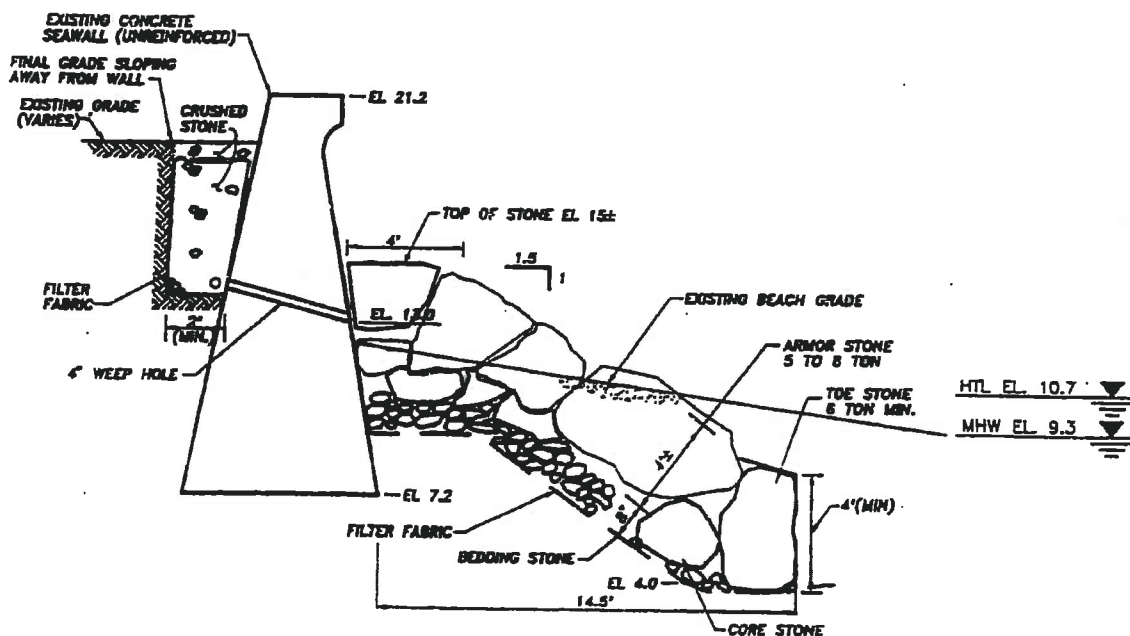 EXISTING CONCRETE
SEAWALL (UNREINFORCED)
FINAL GRADE SLOPING
AWAY FROM WALL
EXISTING GRADE
(VARIES)
CRUSHED
STONE
EL 21.2
TOP OF STONE EL 15±
4'
1.5
1
FILTER
FABRIC
EL.
EXISTING BEACH GRADE
2'
(MIN.)
ARMOR STONE
5 TO 8 TON
4" WEEP HOLE
TOE STONE
6 TON MIN.
HTL EL. 10.7
MHW EL. 9.3
4'±
EL 7.2
4'(MIN)
FILTER FABRIC
8"
BEDDING STONE
EL 4.0
14.5'
CORE STONE